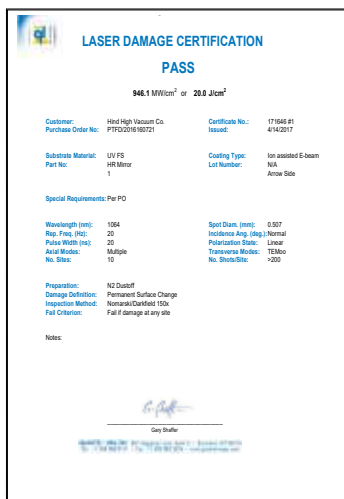 LASER DAMAGE CERTIFICATION
PASS
946.1 MW/cm² or 20.0 J/cm²
Customer: Hind High Vacuum Co. Certificate No.: 171646 #1
Purchase Order No: PTFD/2016160721 Issued: 4/14/2017
Substrate Material: UV FS Coating Type: Ion assisted E-beam
Part No: HR Mirror Lot Number: N/A
1 Arrow Side
Special Requirements: Per PO
Wavelength (nm): 1064 Spot Diam. (mm): 0.507
Rep. Freq. (Hz): 20 Incidence Ang. (deg.): Normal
Pulse Width (ns): 20 Polarization State: Linear
Axial Modes: Multiple Transverse Modes: TEMoo
No. Sites: 10 No. Shots/Site: >200
Preparation: N2 Dustoff
Damage Definition: Permanent Surface Change
Inspection Method: Nomarski/Darkfield 150x
Fail Criterion: Fail if damage at any site
Notes:
Gary Shaffer